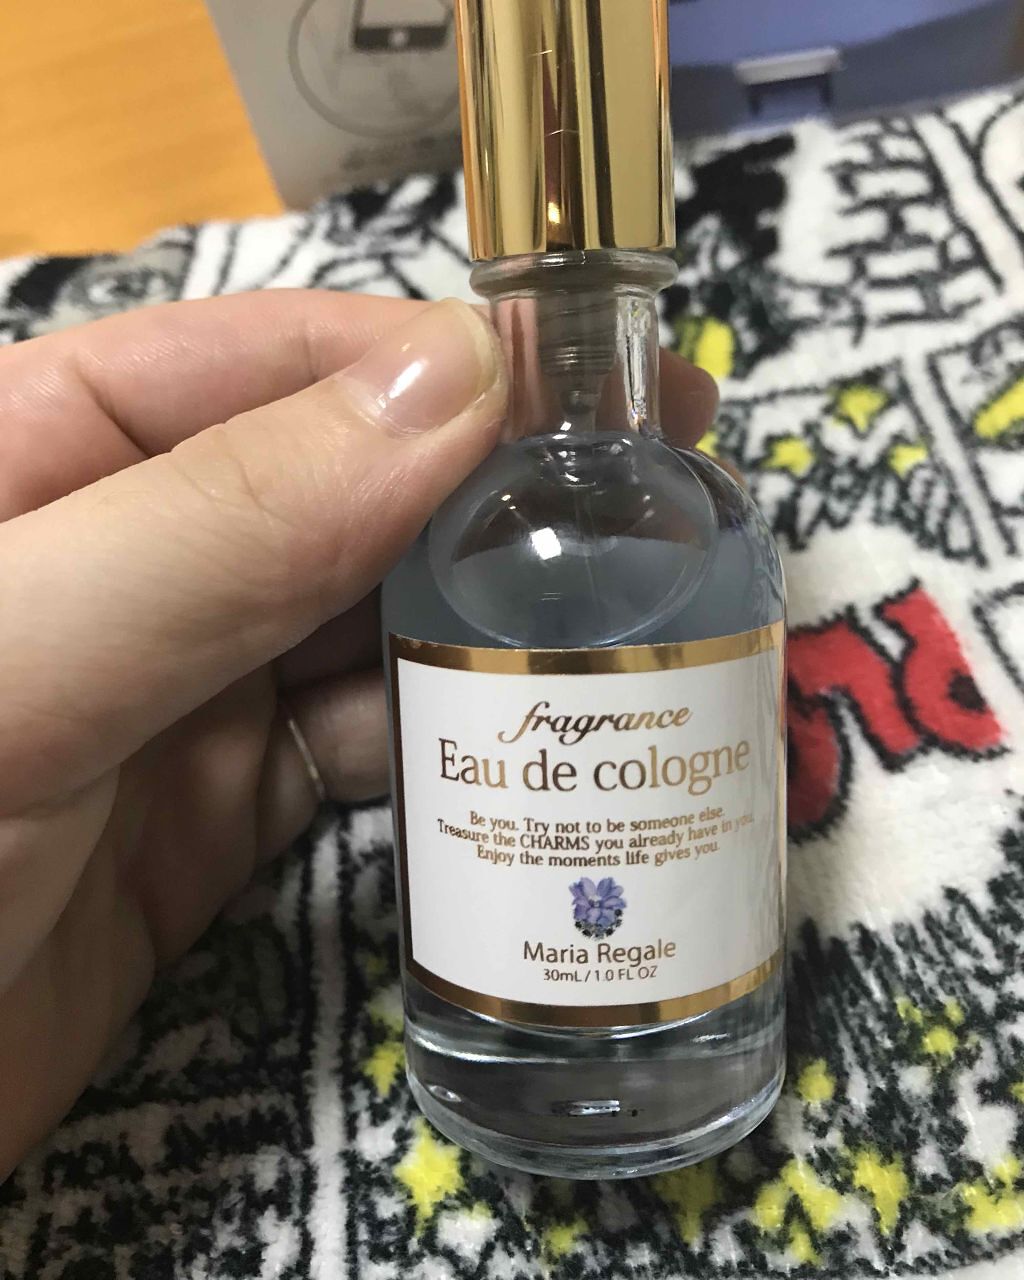 fragrance
Eau de cologne
Be you. Try not to be someone else.
Treasure the CHARMS you already have in you.
Enjoy the moments life gives you.
Maria Regale
30mL / 1.0 FL OZ